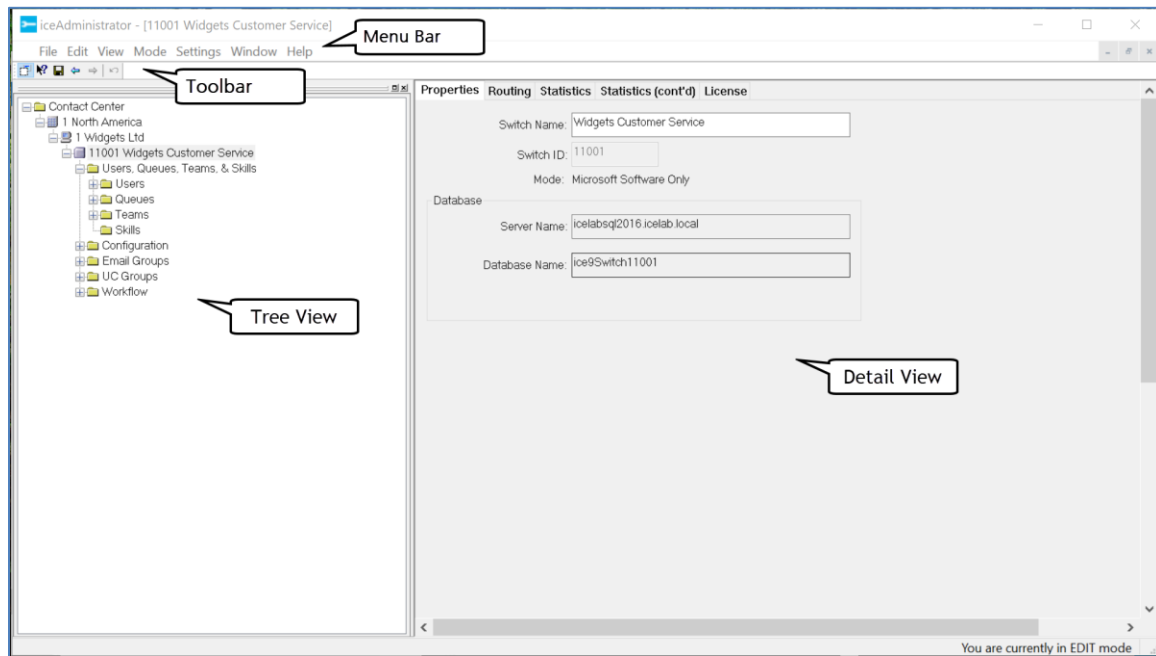 iceAdministrator - [11001 Widgets Customer Service]
Menu Bar
File Edit View Mode Settings Window Help
Toolbar
Contact Center
1 North America
1 Widgets Ltd
11001 Widgets Customer Service
Users, Queues, Teams, & Skills
Users
Queues
Teams
Skills
Configuration
Email Groups
UC Groups
Workflow
Tree View
Properties Routing Statistics Statistics (cont'd) License
Switch Name: Widgets Customer Service
Switch ID: 11001
Mode: Microsoft Software Only
Database
Server Name: icelabsql2016.icelab.local
Database Name: ice9Switch11001
Detail View
You are currently in EDIT mode